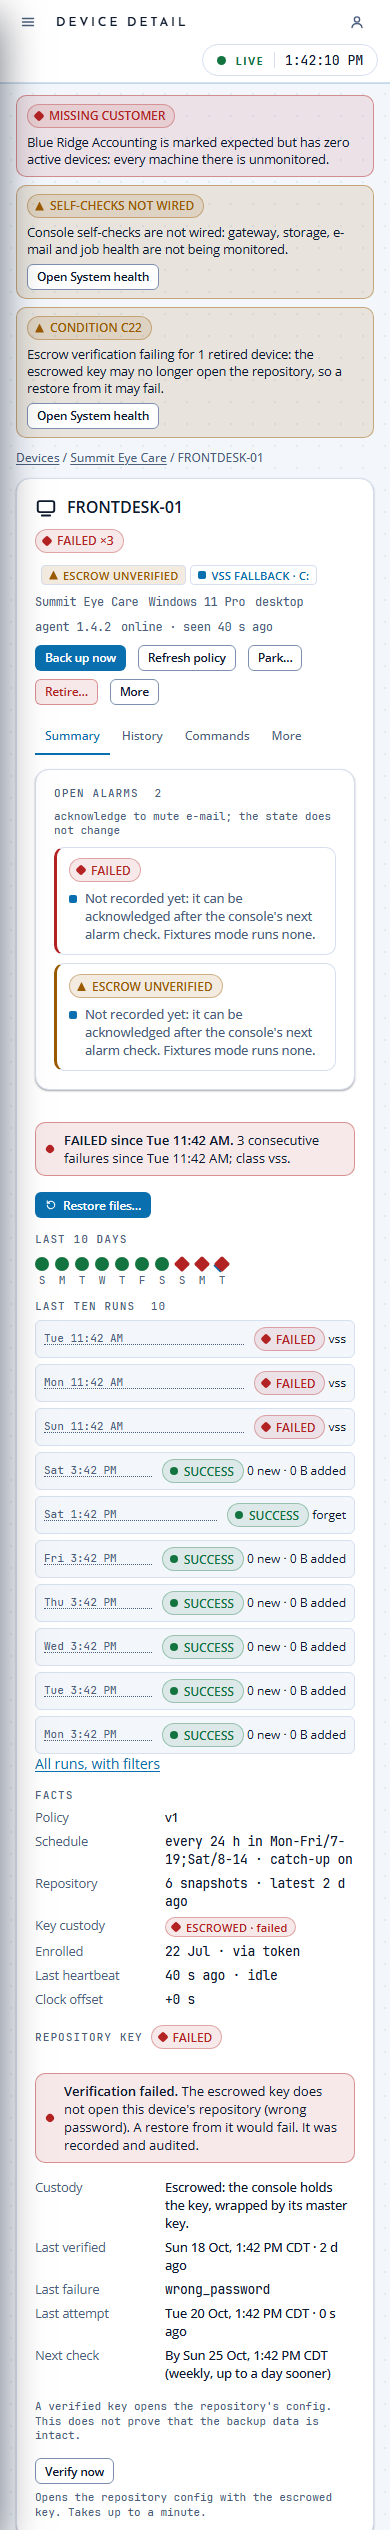 DEVICE DETAIL
LIVE 1:42:10 PM
MISSING CUSTOMER
Blue Ridge Accounting is marked expected but has zero
active devices: every machine there is unmonitored.
SELF-CHECKS NOT WIRED
Console self-checks are not wired: gateway, storage, e-
mail and job health are not being monitored.
Open System health
CONDITION C22
Escrow verification failing for 1 retired device: the
escrowed key may no longer open the repository, so a
restore from it may fail.
Open System health
Devices / Summit Eye Care / FRONTDESK-01
FRONTDESK-01
FAILED ×3
ESCROW UNVERIFIED VSS FALLBACK · C:
Summit Eye Care Windows 11 Pro desktop
agent 1.4.2 online · seen 40 s ago
Back up now Refresh policy Park...
Retire... More
Summary History Commands More
OPEN ALARMS 2
acknowledge to mute e-mail; the state does
not change
FAILED
Not recorded yet: it can be
acknowledged after the console's next
alarm check. Fixtures mode runs none.
ESCROW UNVERIFIED
Not recorded yet: it can be
acknowledged after the console's next
alarm check. Fixtures mode runs none.
FAILED since Tue 11:42 AM. 3 consecutive
failures since Tue 11:42 AM; class vss.
Restore files...
LAST 10 DAYS
S M T W T F S S M T
LAST TEN RUNS 10
Tue 11:42 AM FAILED vss
Mon 11:42 AM FAILED vss
Sun 11:42 AM FAILED vss
Sat 3:42 PM SUCCESS 0 new · 0 B added
Sat 1:42 PM SUCCESS forget
Fri 3:42 PM SUCCESS 0 new · 0 B added
Thu 3:42 PM SUCCESS 0 new · 0 B added
Wed 3:42 PM SUCCESS 0 new · 0 B added
Tue 3:42 PM SUCCESS 0 new · 0 B added
Mon 3:42 PM SUCCESS 0 new · 0 B added
All runs, with filters
FACTS
Policy v1
Schedule every 24 h in Mon-Fri/7-
19;Sat/8-14 · catch-up on
Repository 6 snapshots · latest 2 d
ago
Key custody ESCROWED · failed
Enrolled 22 Jul · via token
Last heartbeat 40 s ago · idle
Clock offset +0 s
REPOSITORY KEY FAILED
Verification failed. The escrowed key does
not open this device's repository (wrong
password). A restore from it would fail. It was
recorded and audited.
Custody Escrowed: the console holds
the key, wrapped by its master
key.
Last verified Sun 18 Oct, 1:42 PM CDT · 2 d
ago
Last failure wrong_password
Last attempt Tue 20 Oct, 1:42 PM CDT · 0 s
ago
Next check By Sun 25 Oct, 1:42 PM CDT
(weekly, up to a day sooner)
A verified key opens the repository's config.
This does not prove that the backup data is
intact.
Verify now
Opens the repository config with the escrowed
key. Takes up to a minute.